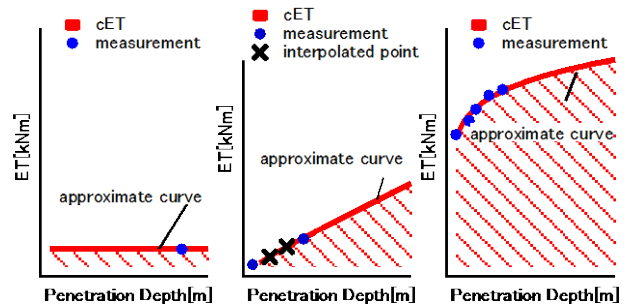 cET
measurement
ET[kNm]
approximate curve
Penetration Depth[m]
cET
measurement
interpolated point
ET[kNm]
approximate curve
Penetration Depth[m]
cET
measurement
ET[kNm]
approximate curve
Penetration Depth[m]